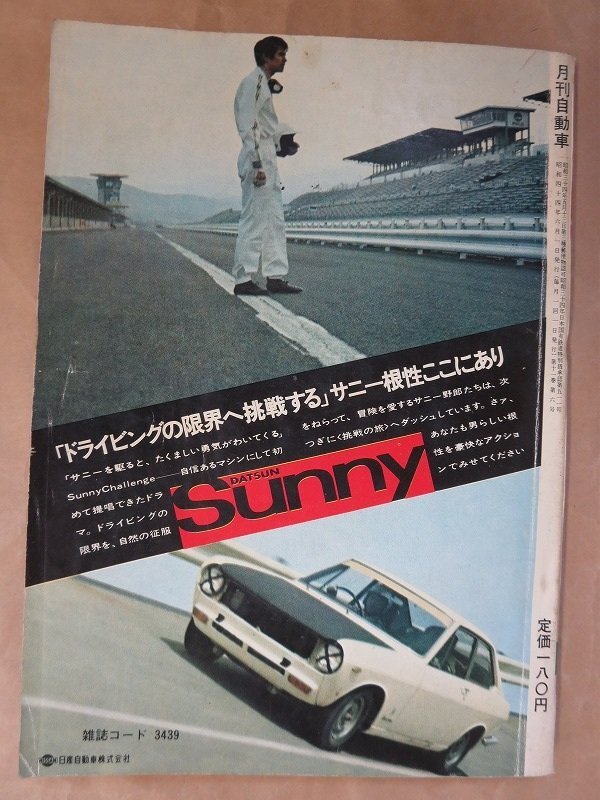 「ドライビングの限界へ挑戦する」サニー根性ここにあり
「サニーを駆ると、たくましい勇気がわいてくる」
SunnyChallenge――自信あるマシンにして初
めて提唱できたドラ
マ。ドライビングの
限界を、自然の征服
をねらって、冒険を愛するサニー野郎たちは、次
つぎに挑戦の旅へダッシュしています。さァ、
あなたも男らしい根
性を豪快なアクショ
ンでみせてください
DATSUN
Sunny
雑誌コード 3439
日産自動車株式会社
月刊自動車
定価一八〇円